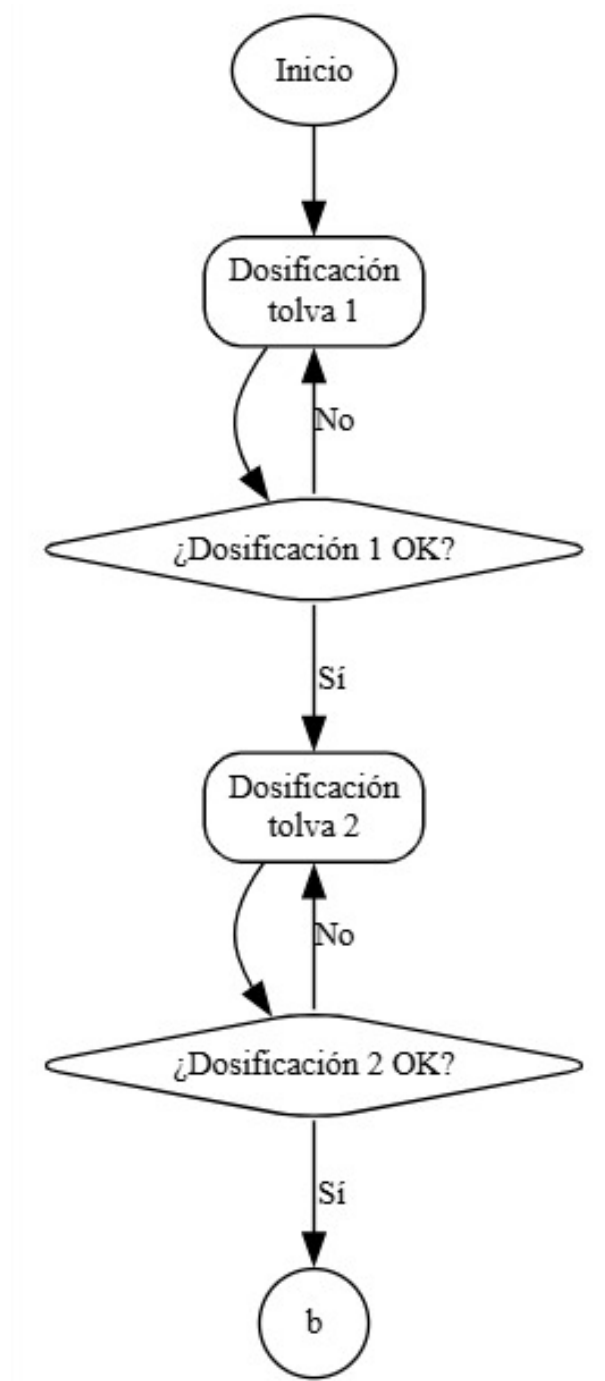 Inicio
Dosificación
tolva 1
No
¿Dosificación 1 OK?
Sí
Dosificación
tolva 2
No
¿Dosificación 2 OK?
Sí
b